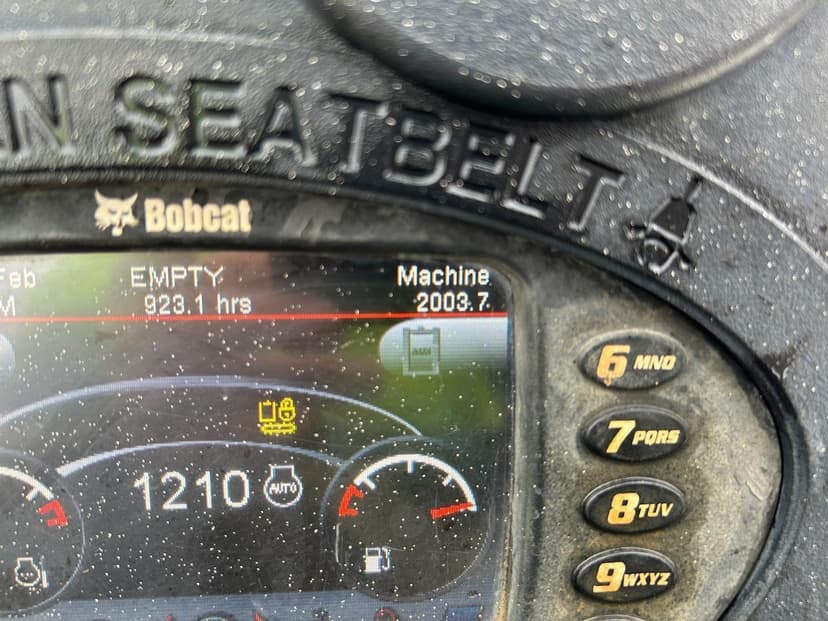 AN SEATBELT
Bobcat
Feb EMPTY Machine
M 923.1 hrs 2003.7
1210 AUTO
6 MNO
7 PQRS
8 TUV
9 WXYZ